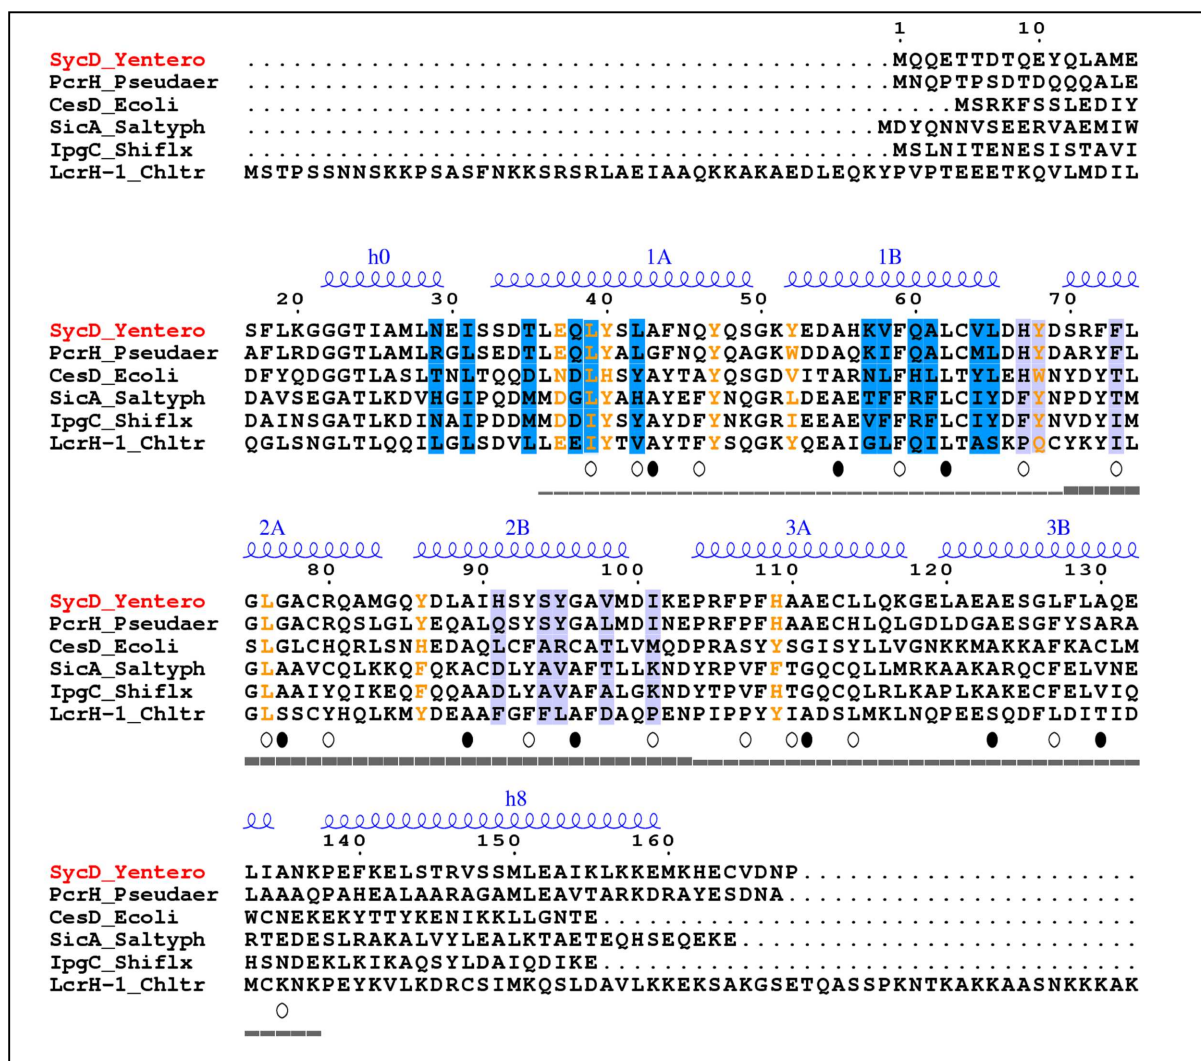 1 10
SycD_Yentero ..........................................MQQETTDTQEYQLAME
PcrH_Pseudaer ..........................................MNQPTPSDTDQQQALE
CesD_Ecoli ..............................................MSRKFSSLEDIY
SicA_Saltyph .........................................MDYQNNVSEERVAEMIW
IpgC_Shiflx ..........................................MSLNITENESISTAVI
LcrH-1_Chltr MSTPSSNNSKKPSASFNKKSRSRLAEIAAQKKAKAEDLEQKYPVPTEEETKQVLMDIL
h0 1A 1B
20 30 40 50 60 70
SycD_Yentero SFLKGGGTIAMLNEISSDTLEQLYSLAFNQYQSGKYEDAHKVFQALCVLDHYDSRFFL
PcrH_Pseudaer AFLRDGGTLAMLRGLSEDTLEQLYALGFNQYQAGKWDDAQKIFQALCMLDHYDARYFL
CesD_Ecoli DFYQDGGTLASLTNLTQQDLNDLHSYAYTAYQSGDVITARNLFHLLTYLEHWNYDYTL
SicA_Saltyph DAVSEGATLKDVHGIPQDMMDGLYAHAYEFYNQGRLDEAETFFRFLCIYDFYNPDYTM
IpgC_Shiflx DAINSGATLKDINAIPDDMMDDIYSYAYDFYNKGRIEEAEVFFRFLCIYDFYNVDYIM
LcrH-1_Chltr QGLSNGLTLQQILGLSDVLLEEIYTVAYTFYSQGKYQEAIGLFQILTASKPQCYKYIL
2A 2B 3A 3B
80 90 100 110 120 130
SycD_Yentero GLGACRQAMGQYDLAIHSYSYGAVMDIKEPRFPFHAAECLLQKGELAEAESGLFLAQE
PcrH_Pseudaer GLGACRQSLGLYEQALQSYSYGALMDINEPRFPFHAAECHLQLGDLDGAESGFYSARA
CesD_Ecoli SLGLCHQRLSNHEDAQLCFARCATLVMQDPRASYYSGISYLLVGNKKMAKKAFKACLM
SicA_Saltyph GLAAVCQLKKQFQKACDLYAVAFTLLKNDYRPVFFTGQCQLLMRKAAKARQCFELVNE
IpgC_Shiflx GLAAIYQIKEQFQQAADLYAVAFALGKNDYTPVFHTGQCQLRLKAPLKAKECFELVIQ
LcrH-1_Chltr GLSSCYHQLKMYDEAAFGFFLAFDAQPENPIPPYYIADSLMKLNQPEESQDFLDITID
h8
140 150 160
SycD_Yentero LIANKPEFKELSTRVSSMLEAIKLKKEMKHECVDNP......................
PcrH_Pseudaer LAAAQPAHEALAARAGAMLEAVTARKDRAYESDNA.......................
CesD_Ecoli WCNEKEKYTTYKENIKKLLGNTE...................................
SicA_Saltyph RTEDESLRAKALVYLEALKTAETEQHSEQEKE..........................
IpgC_Shiflx HSNDEKLKIKAQSYLDAIQDIKE...................................
LcrH-1_Chltr MCKNKPEYKVLKDRCSIMKQSLDAVLKKEKSAKGSETQASSPKNTKAKKAASNKKKAK